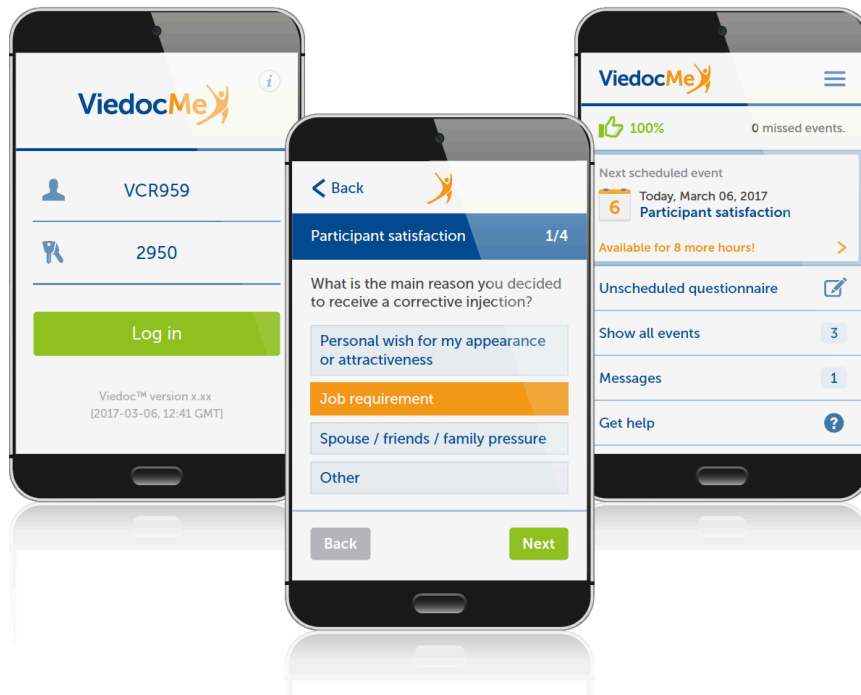 ViedocMe
i
VCR959
2950
Log in
Viedoc™ version x.xx
[2017-03-06, 12:41 GMT]
Back
Participant satisfaction 1/4
What is the main reason you decided
to receive a corrective injection?
Personal wish for my appearance
or attractiveness
Job requirement
Spouse / friends / family pressure
Other
Back Next
ViedocMe
100% 0 missed events.
Next scheduled event
6
Today, March 06, 2017
Participant satisfaction
Available for 8 more hours!
Unscheduled questionnaire
Show all events 3
Messages 1
Get help ?